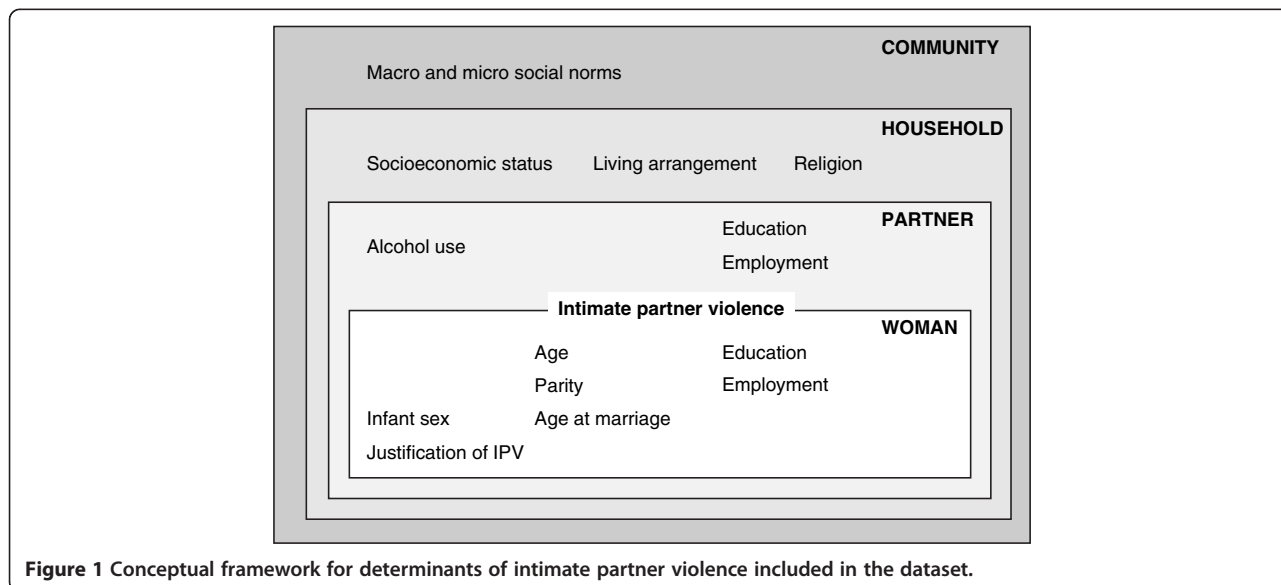 COMMUNITY
Macro and micro social norms
HOUSEHOLD
Socioeconomic status Living arrangement Religion
PARTNER
Alcohol use
Education
Employment
Intimate partner violence
WOMAN
Age Education
Parity Employment
Infant sex Age at marriage
Justification of IPV
Figure 1 Conceptual framework for determinants of intimate partner violence included in the dataset.